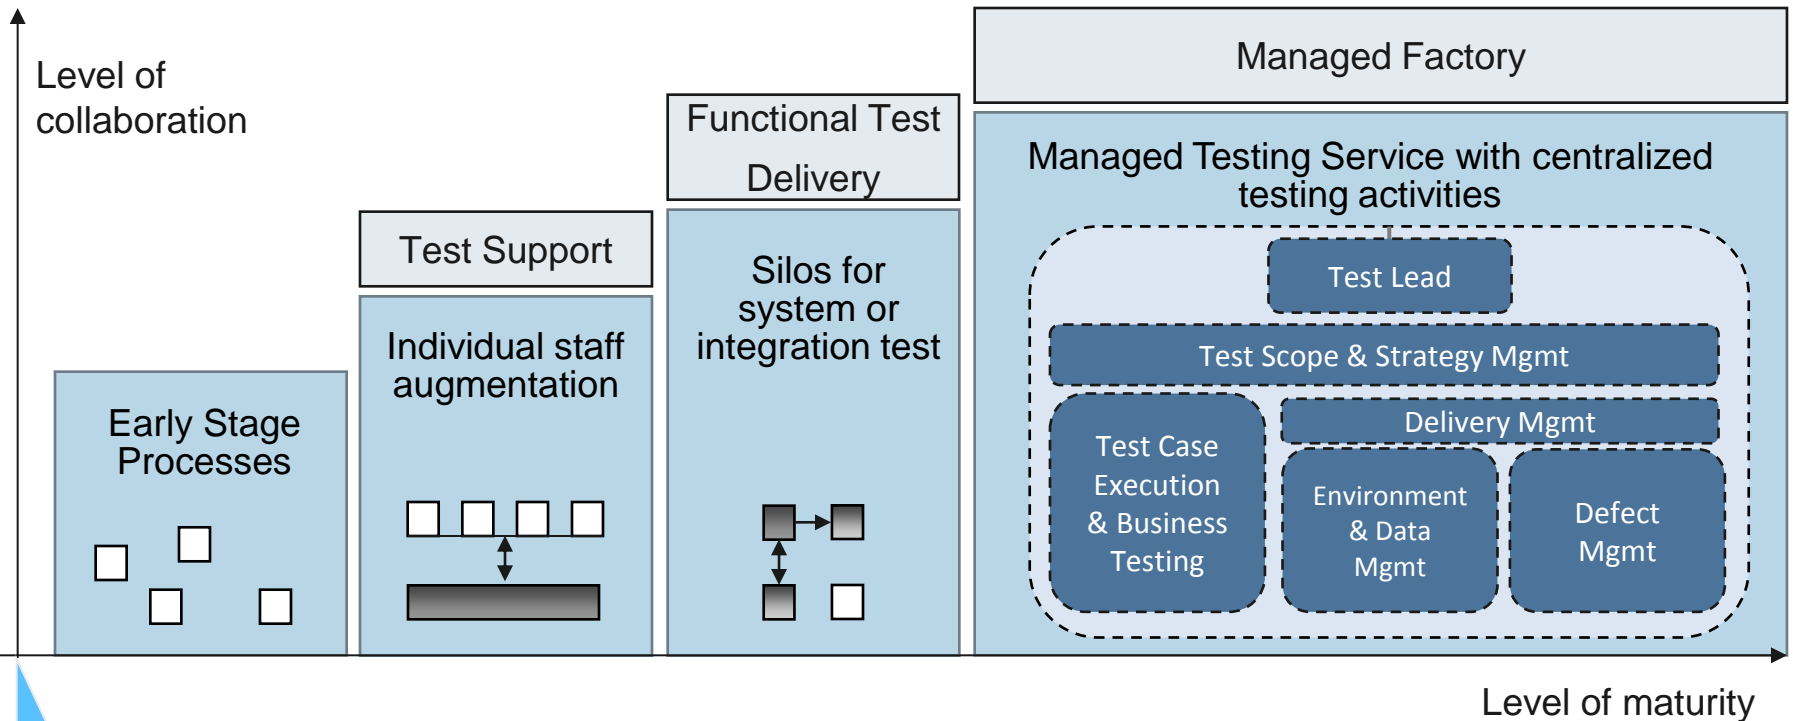 Level of
collaboration
Early Stage
Processes
Test Support
Individual staff
augmentation
Functional Test
Delivery
Silos for
system or
integration test
Managed Factory
Managed Testing Service with centralized
testing activities
Test Lead
Test Scope & Strategy Mgmt
Test Case
Execution
& Business
Testing
Delivery Mgmt
Environment
& Data
Mgmt
Defect
Mgmt
Level of maturity